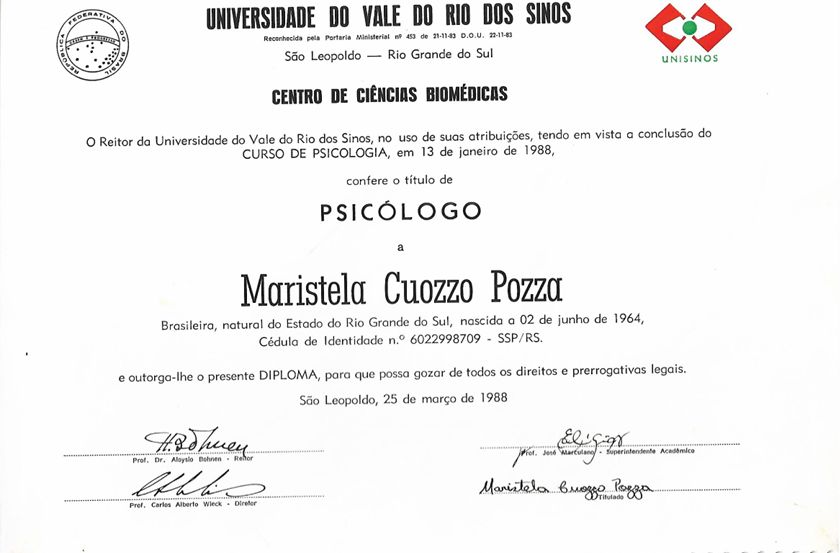 REPÚBLICA FEDERATIVA DO BRASIL
UNIVERSIDADE DO VALE DO RIO DOS SINOS
Reconhecida pela Portaria Ministerial nº 453 de 21-11-83 D.O.U. 22-11-83
São Leopoldo — Rio Grande do Sul
UNISINOS
CENTRO DE CIÊNCIAS BIOMÉDICAS
O Reitor da Universidade do Vale do Rio dos Sinos, no uso de suas atribuições, tendo em vista a conclusão do
CURSO DE PSICOLOGIA, em 13 de janeiro de 1988,
confere o título de
PSICÓLOGO
a
Maristela Cuozzo Pozza
Brasileira, natural do Estado do Rio Grande do Sul, nascida a 02 de junho de 1964,
Cédula de Identidade n.º 6022998709 - SSP/RS.
e outorga-lhe o presente DIPLOMA, para que possa gozar de todos os direitos e prerrogativas legais.
São Leopoldo, 25 de março de 1988
Prof. Dr. Aloysio Bohnen - Reitor
Prof. José Marculano - Superintendente Acadêmico
Prof. Carlos Alberto Wieck - Diretor
Maristela Cuozzo Pozza
Titulado